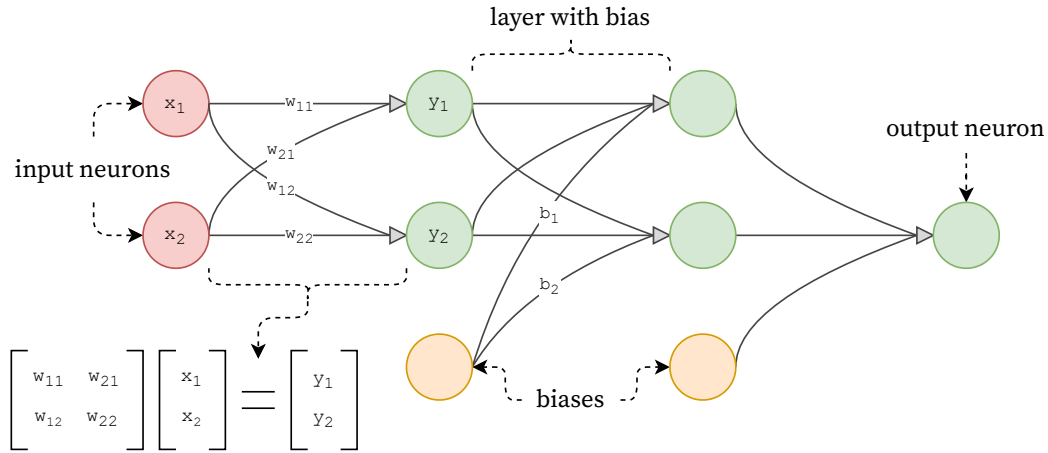 layer with bias
x₁ w₁₁ y₁
output neuron
w₂₁
input neurons
w₁₂
x₂ w₂₂ y₂
b₁
b₂
w₁₁ w₂₁ x₁ = y₁
w₁₂ w₂₂ x₂ y₂
biases